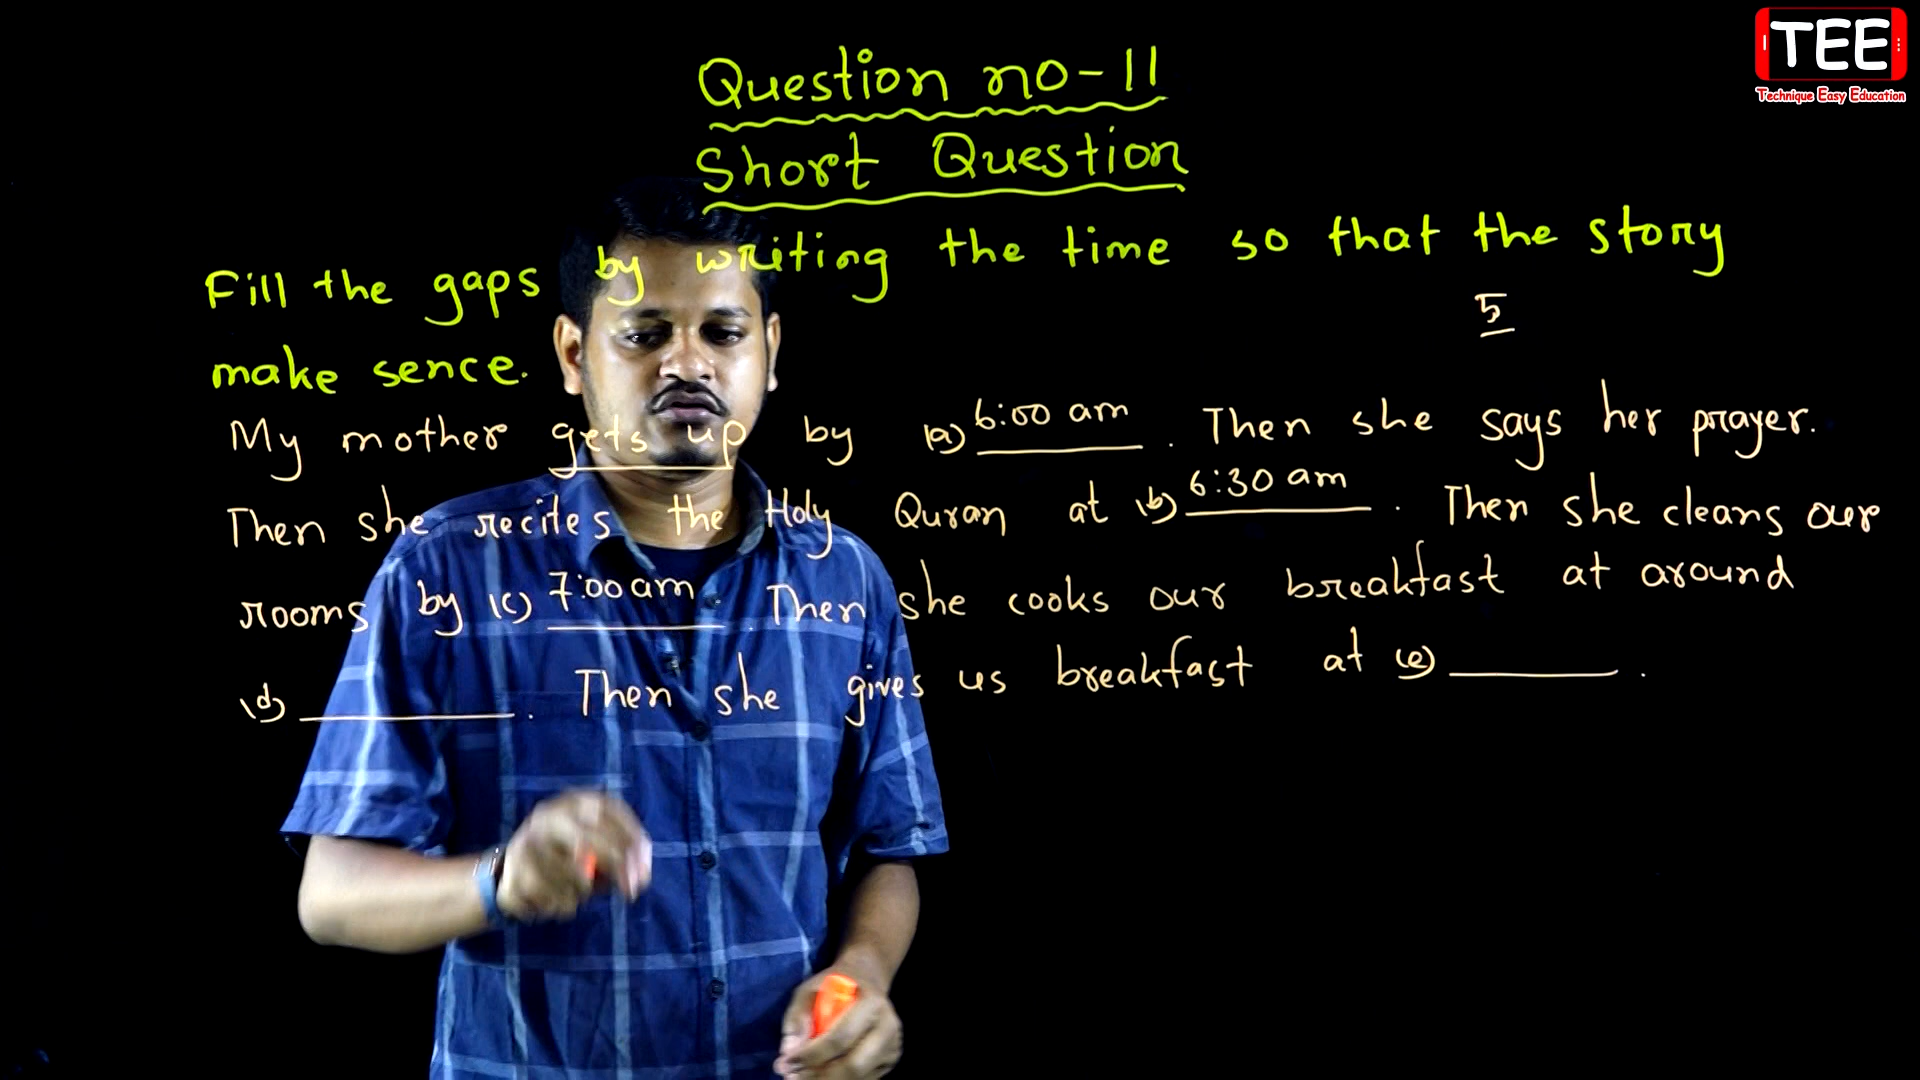 TEE
Technique Easy Education
Question no-11
Short Question
Fill the gaps by writing the time so that the story
make sence.
5
My mother gets up by (a) 6:00 am. Then she says her prayer.
Then she recites the Holy Quran at (b) 6:30 am. Then she cleans our
rooms by (c) 7:00 am. Then she cooks our breakfast at around
(d) ________. Then she gives us breakfast at (e) ________.